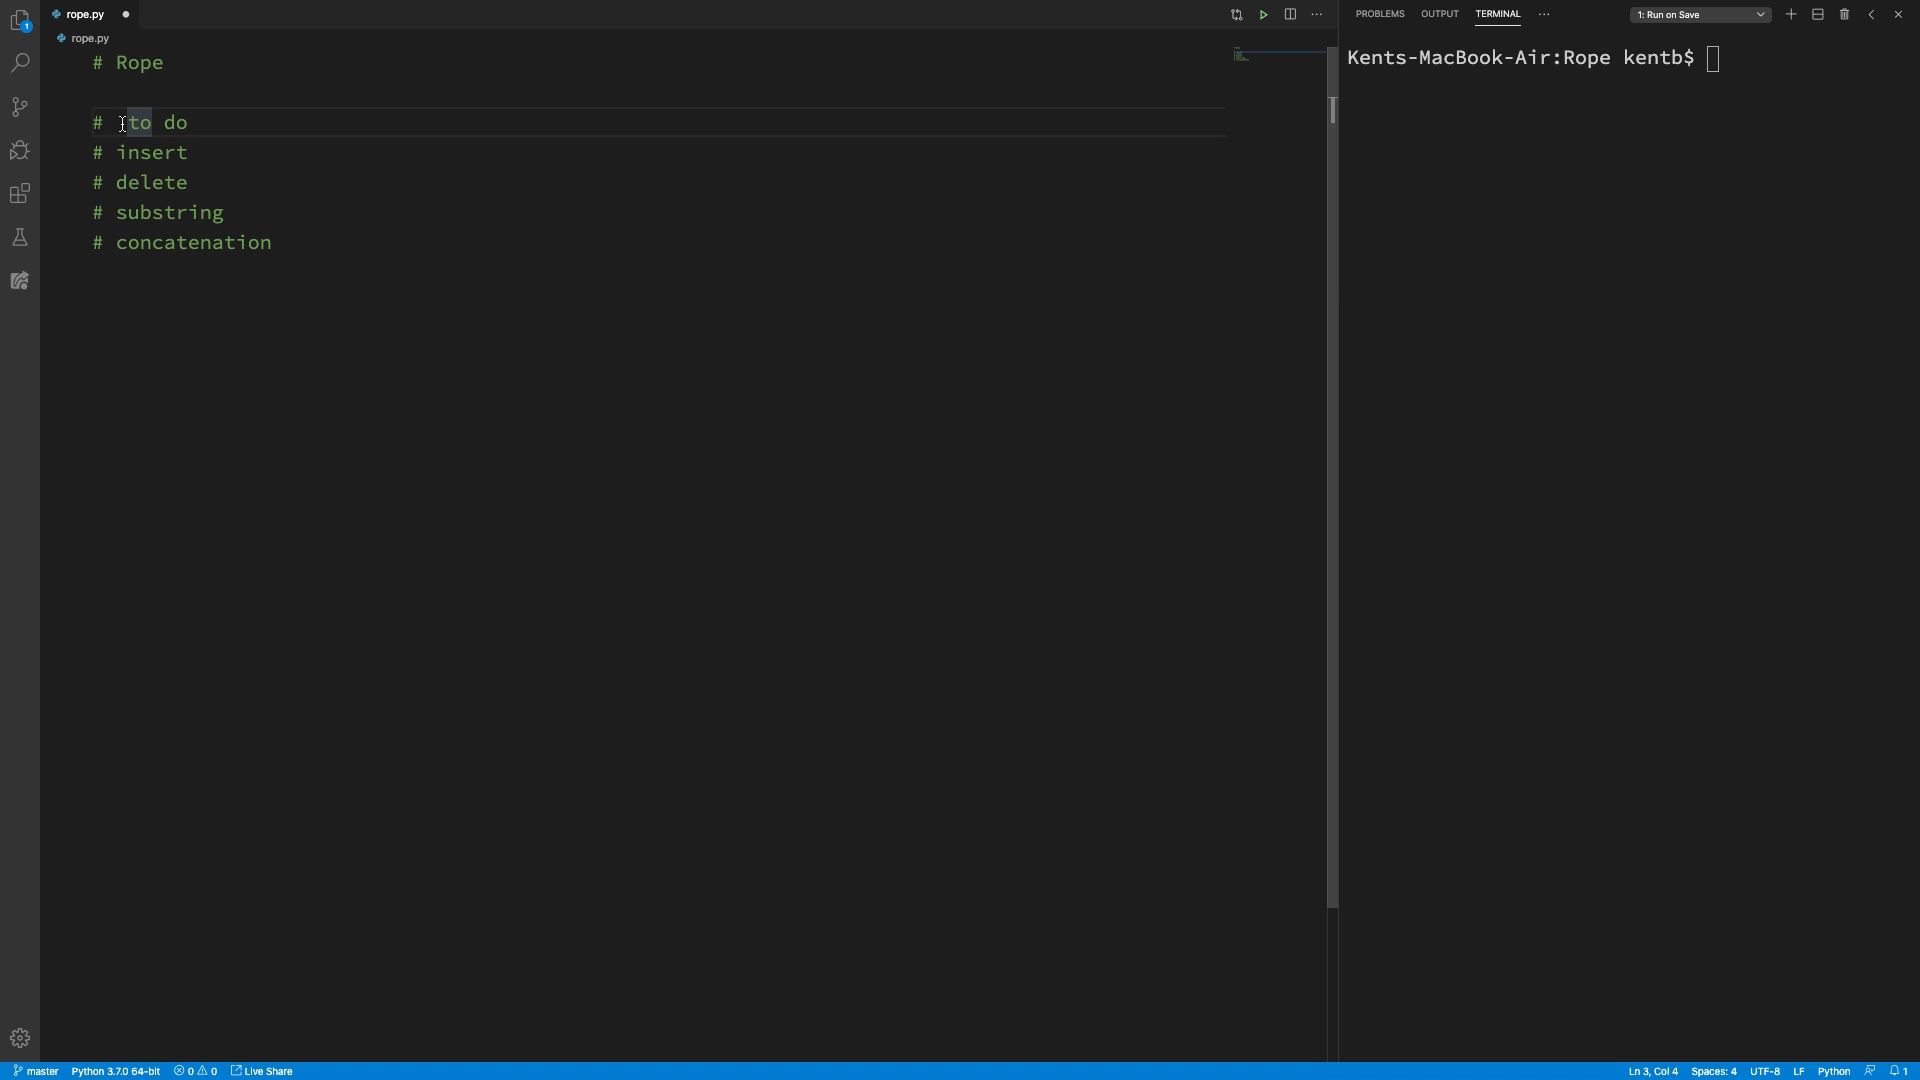 rope.py
PROBLEMS OUTPUT TERMINAL
1: Run on Save
1
rope.py
# Rope
Kents-MacBook-Air:Rope kentb$
#  to do
# insert
# delete
# substring
# concatenation
master Python 3.7.0 64-bit 0 0 Live Share Ln 3, Col 4 Spaces: 4 UTF-8 LF Python 1